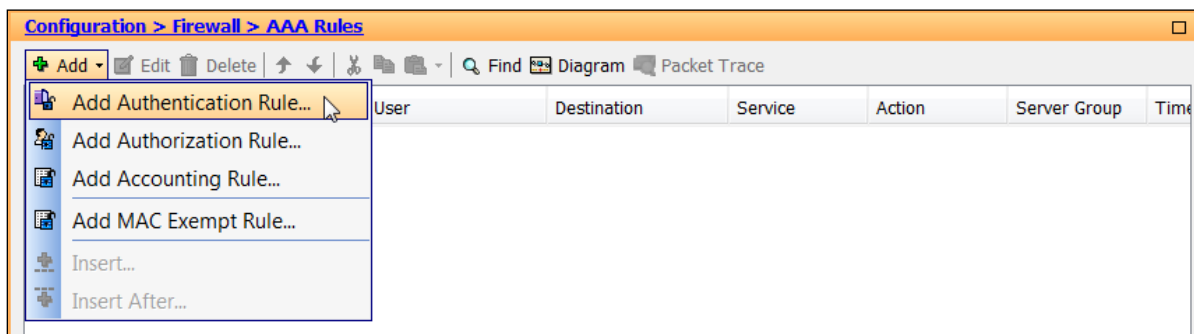 Configuration > Firewall > AAA Rules
Add Edit Delete Find Diagram Packet Trace
Add Authentication Rule...
User Destination Service Action Server Group Time
Add Authorization Rule...
Add Accounting Rule...
Add MAC Exempt Rule...
Insert...
Insert After...